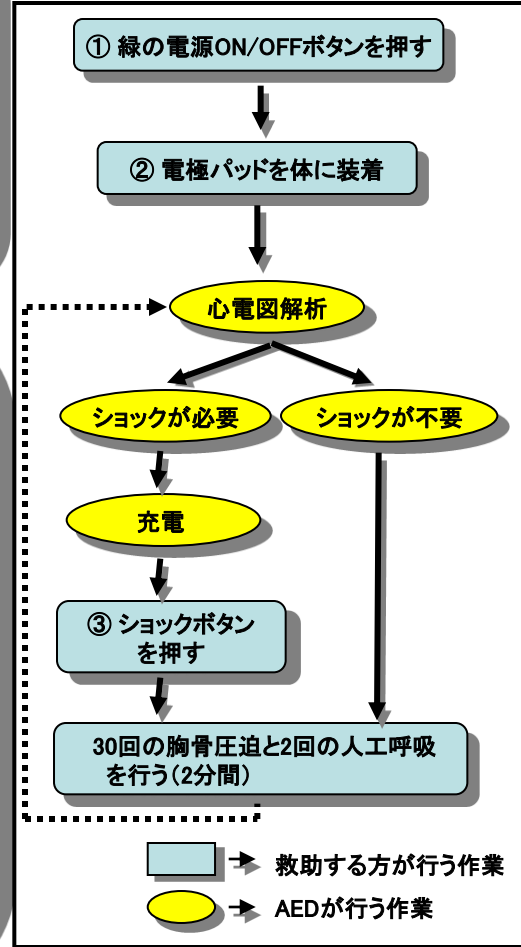 ① 緑の電源ON/OFFボタンを押す
② 電極パッドを体に装着
心電図解析
ショックが必要
ショックが不要
充電
③ ショックボタン
を押す
30回の胸骨圧迫と2回の人工呼吸
を行う(2分間)
救助する方が行う作業
AEDが行う作業